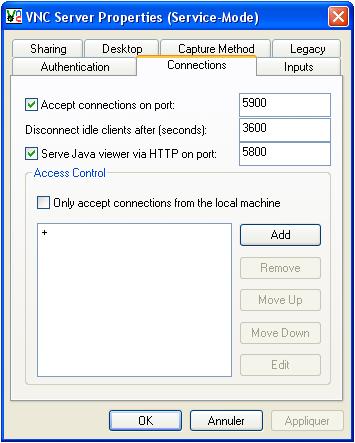 VNC Server Properties (Service-Mode)
Sharing Desktop Capture Method Legacy
Authentication Connections Inputs
Accept connections on port: 5900
Disconnect idle clients after (seconds): 3600
Serve Java viewer via HTTP on port: 5800
Access Control
Only accept connections from the local machine
+
Add
Remove
Move Up
Move Down
Edit
OK Annuler Appliquer